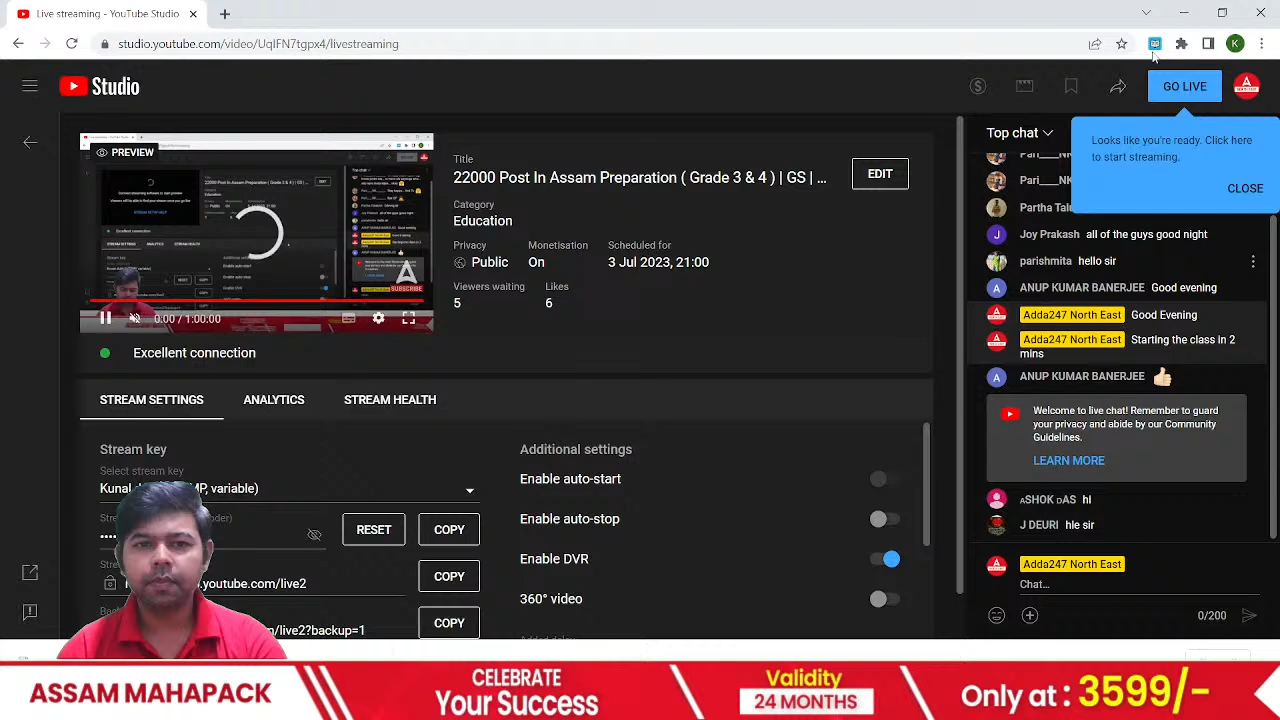 Live streaming - YouTube Studio
studio.youtube.com/video/UqIFN7tgpx4/livestreaming
K
Studio
GO LIVE
Looks like you're ready. Click here
to start streaming.
CLOSE
Top chat
PREVIEW
SUBSCRIBE
0:00 / 1:00:00
Excellent connection
Title
22000 Post In Assam Preparation ( Grade 3 & 4 ) | GS | ...
EDIT
Category
Education
Privacy
Monetisation
Scheduled for
Public
On
3 Jul 2023, 21:00
Viewers waiting
Likes
5
6
STREAM SETTINGS
ANALYTICS
STREAM HEALTH
Stream key
Select stream key
variable)
RESET
COPY
.youtube.com/live2
COPY
om/live2?backup=1
COPY
Additional settings
Enable auto-start
Enable auto-stop
Enable DVR
360° video
Partha
Joy Prakash all of the guys good night
parishmita hello sir
ANUP KUMAR BANERJEE Good evening
Adda247 North East Good Evening
Adda247 North East Starting the class in 2
mins
ANUP KUMAR BANERJEE
Welcome to live chat! Remember to guard
your privacy and abide by our Community
Guidelines.
LEARN MORE
ᴀSHOK ᴅAS hi
J DEURI hle sir
Adda247 North East
Chat...
0/200
ASSAM MAHAPACK
CELEBRATE
Your Success
Validity
24 MONTHS
Only at : 3599/-